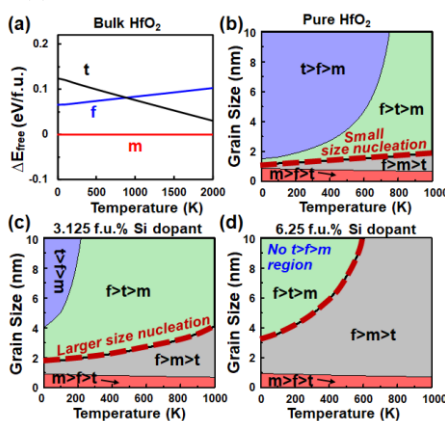 (a)
Bulk HfO₂
0.2
0.1
0
-0.1
ΔE_free (eV/f.u.)
t
f
m
0 500 1000 1500 2000
Temperature (K)
(b)
Pure HfO₂
10
8
6
4
2
0
Grain Size (nm)
t>f>m
f>t>m
Small
size nucleation
f>m>t
m>f>t
0 200 400 600 800 1000
Temperature (K)
(c)
3.125 f.u.% Si dopant
10
8
6
4
2
0
Grain Size (nm)
t>f>m
f>t>m
Larger size nucleation
f>m>t
m>f>t
0 200 400 600 800 1000
Temperature (K)
(d)
6.25 f.u.% Si dopant
10
8
6
4
2
0
Grain Size (nm)
No t>f>m
region
f>t>m
f>m>t
m>f>t
0 200 400 600 800 1000
Temperature (K)